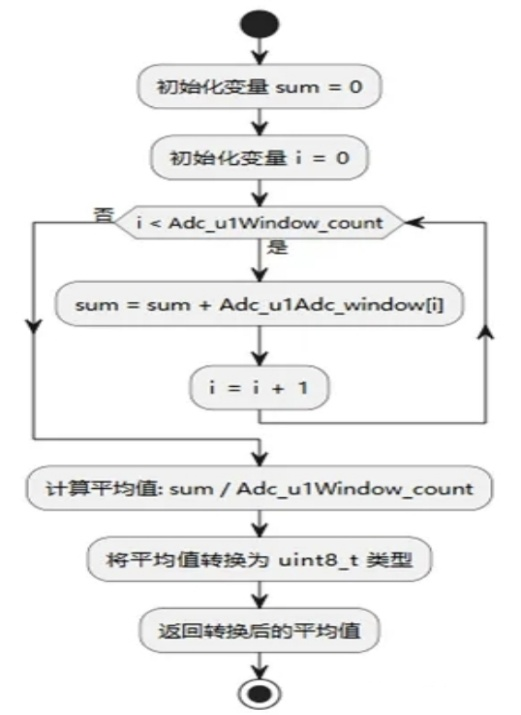 初始化变量 sum = 0
初始化变量 i = 0
否
i < Adc_u1Window_count
是
sum = sum + Adc_u1Adc_window[i]
i = i + 1
计算平均值: sum / Adc_u1Window_count
将平均值转换为 uint8_t 类型
返回转换后的平均值